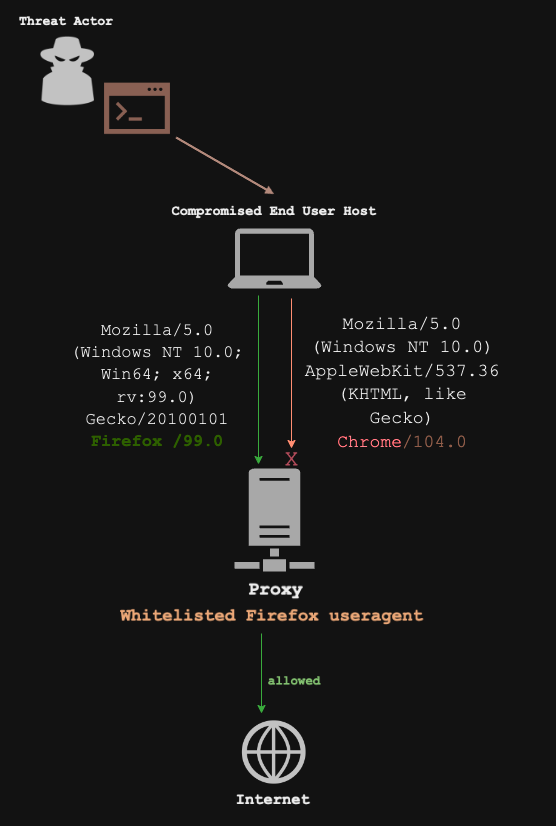 Threat Actor
Compromised End User Host
Mozilla/5.0
(Windows NT 10.0;
Win64; x64;
rv:99.0)
Gecko/20100101
Firefox /99.0
Mozilla/5.0
(Windows NT 10.0)
AppleWebKit/537.36
(KHTML, like
Gecko)
Chrome/104.0
X
Proxy
Whitelisted Firefox useragent
allowed
Internet